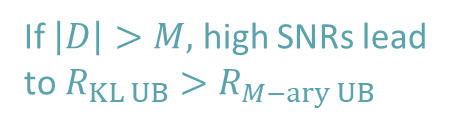 If |D| > M, high SNRs lead
to R_KL UB > R_M−ary UB